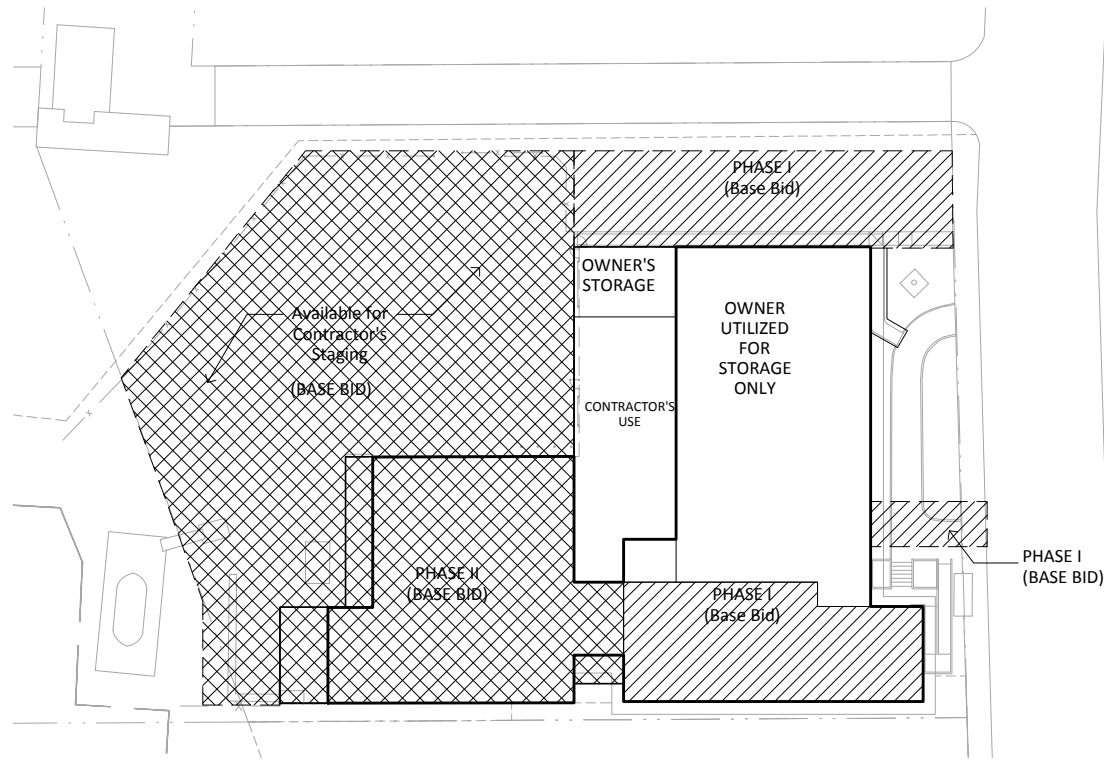 PHASE I
(Base Bid)
OWNER'S
STORAGE
OWNER
UTILIZED
FOR
STORAGE
ONLY
Available for
Contractor's
Staging
(BASE BID)
CONTRACTOR'S
USE
PHASE I
(BASE BID)
PHASE II
(BASE BID)
PHASE I
(Base Bid)